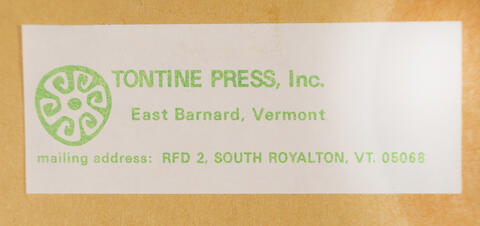 TONTINE PRESS, Inc.
East Barnard, Vermont
mailing address: RFD 2, SOUTH ROYALTON, VT. 05068